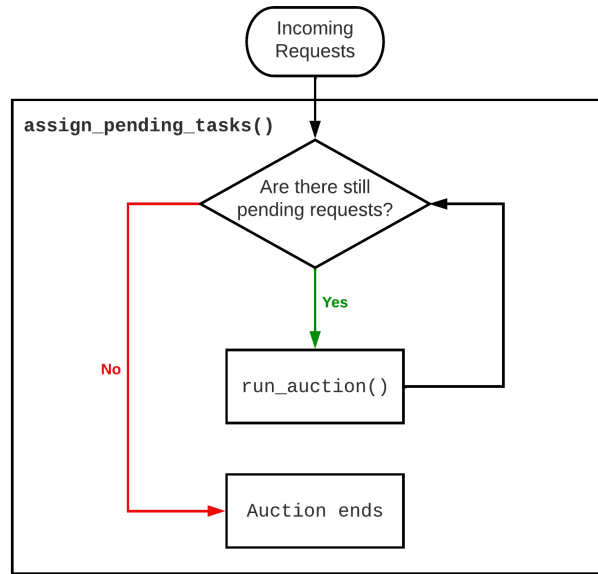 Incoming
Requests
assign_pending_tasks()
Are there still
pending requests?
Yes
No
run_auction()
Auction ends